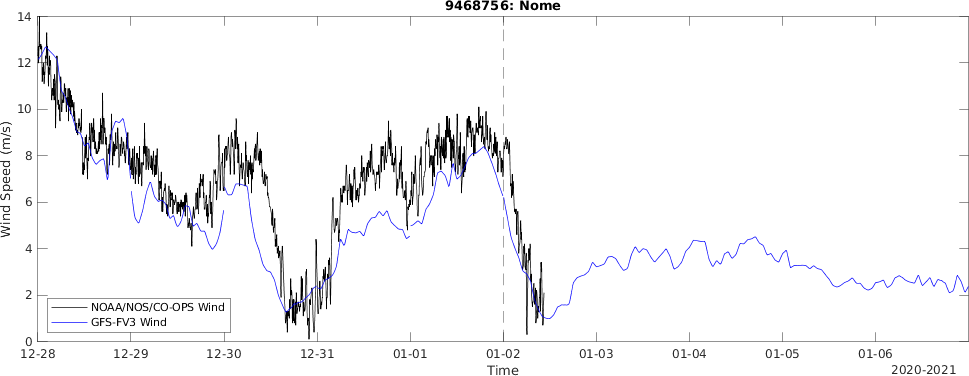 9468756: Nome
14
12
10
8
6
4
2
0
Wind Speed (m/s)
NOAA/NOS/CO-OPS Wind
GFS-FV3 Wind
12-28 12-29 12-30 12-31 01-01 01-02 01-03 01-04 01-05 01-06
Time
2020-2021